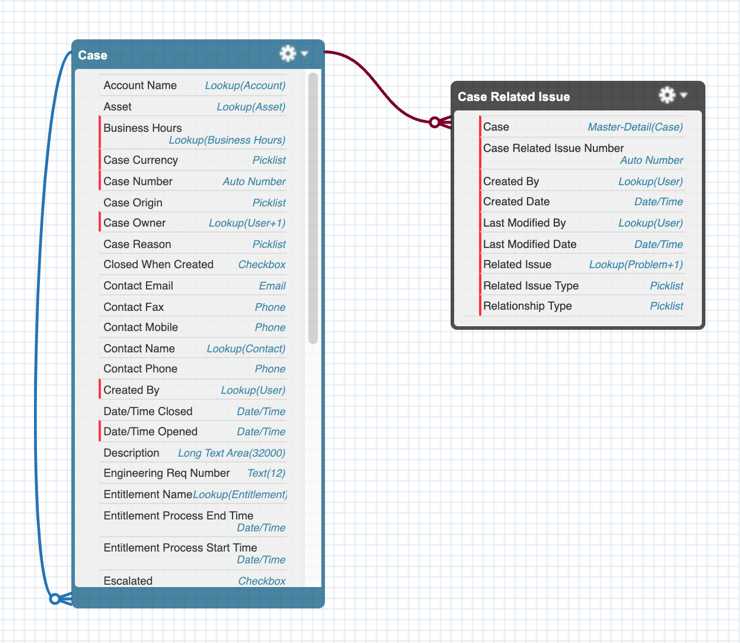 Case
Account Name Lookup(Account)
Asset Lookup(Asset)
Business Hours
Lookup(Business Hours)
Case Currency Picklist
Case Number Auto Number
Case Origin Picklist
Case Owner Lookup(User+1)
Case Reason Picklist
Closed When Created Checkbox
Contact Email Email
Contact Fax Phone
Contact Mobile Phone
Contact Name Lookup(Contact)
Contact Phone Phone
Created By Lookup(User)
Date/Time Closed Date/Time
Date/Time Opened Date/Time
Description Long Text Area(32000)
Engineering Req Number Text(12)
Entitlement Name Lookup(Entitlement)
Entitlement Process End Time
Date/Time
Entitlement Process Start Time
Date/Time
Escalated Checkbox
Case Related Issue
Case Master-Detail(Case)
Case Related Issue Number
Auto Number
Created By Lookup(User)
Created Date Date/Time
Last Modified By Lookup(User)
Last Modified Date Date/Time
Related Issue Lookup(Problem+1)
Related Issue Type Picklist
Relationship Type Picklist